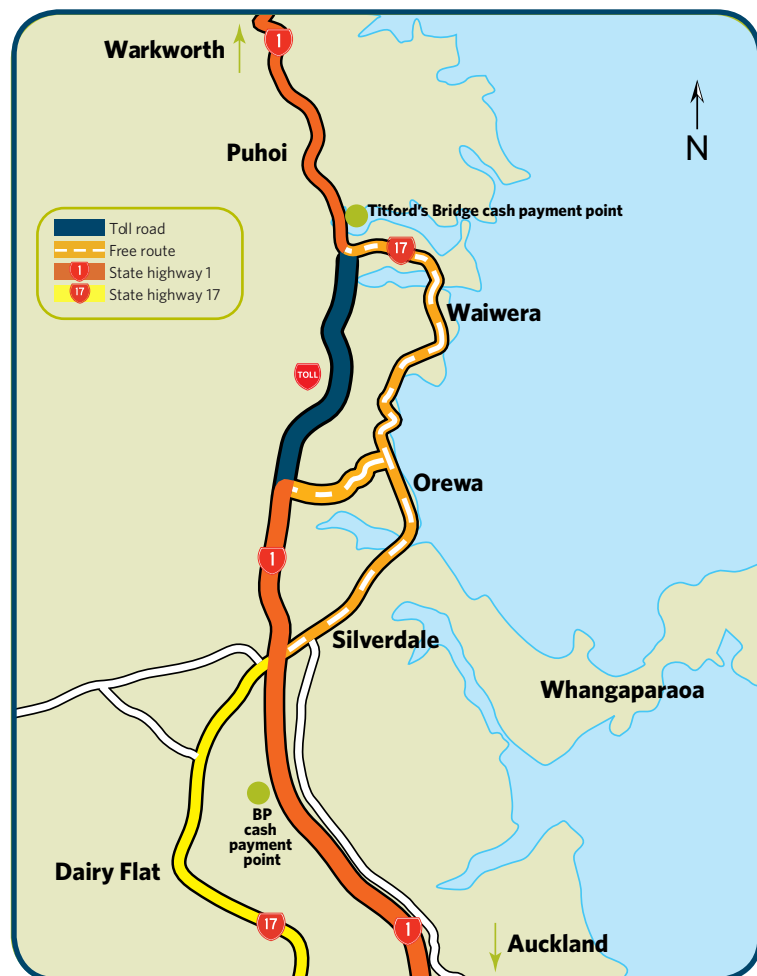 Warkworth
1
Puhoi
N
Titford's Bridge cash payment point
Toll road
Free route
1 State highway 1
17 State highway 17
17
Waiwera
TOLL
Orewa
1
Silverdale
Whangaparaoa
BP
cash
payment
point
Dairy Flat
17
1
Auckland